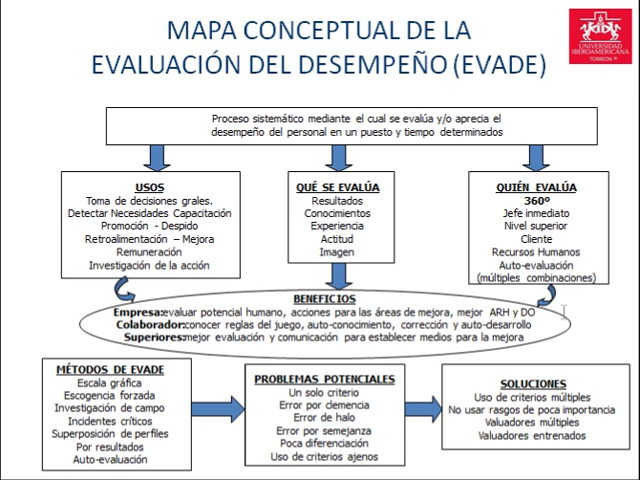 MAPA CONCEPTUAL DE LA
EVALUACIÓN DEL DESEMPEÑO (EVADE)
UNIVERSIDAD
IBEROAMERICANA
TORREÓN ®
Proceso sistemático mediante el cual se evalúa y/o aprecia el
desempeño del personal en un puesto y tiempo determinados
USOS
Toma de decisiones grales.
Detectar Necesidades Capacitación
Promoción - Despido
Retroalimentación – Mejora
Remuneración
Investigación de la acción
QUÉ SE EVALÚA
Resultados
Conocimientos
Experiencia
Actitud
Imagen
QUIÉN EVALÚA
360º
Jefe inmediato
Nivel superior
Cliente
Recursos Humanos
Auto-evaluación
(múltiples combinaciones)
BENEFICIOS
Empresa:evaluar potencial humano, acciones para las áreas de mejora, mejor ARH y DO
Colaborador:conocer reglas del juego, auto-conocimiento, corrección y auto-desarrollo
Superiores:mejor evaluación y comunicación para establecer medios para la mejora
MÉTODOS DE EVADE
Escala gráfica
Escogencia forzada
Investigación de campo
Incidentes críticos
Superposición de perfiles
Por resultados
Auto-evaluación
PROBLEMAS POTENCIALES
Un solo criterio
Error por clemencia
Error de halo
Error por semejanza
Poca diferenciación
Uso de criterios ajenos
SOLUCIONES
Uso de criterios múltiples
No usar rasgos de poca importancia
Valuadores múltiples
Valuadores entrenados